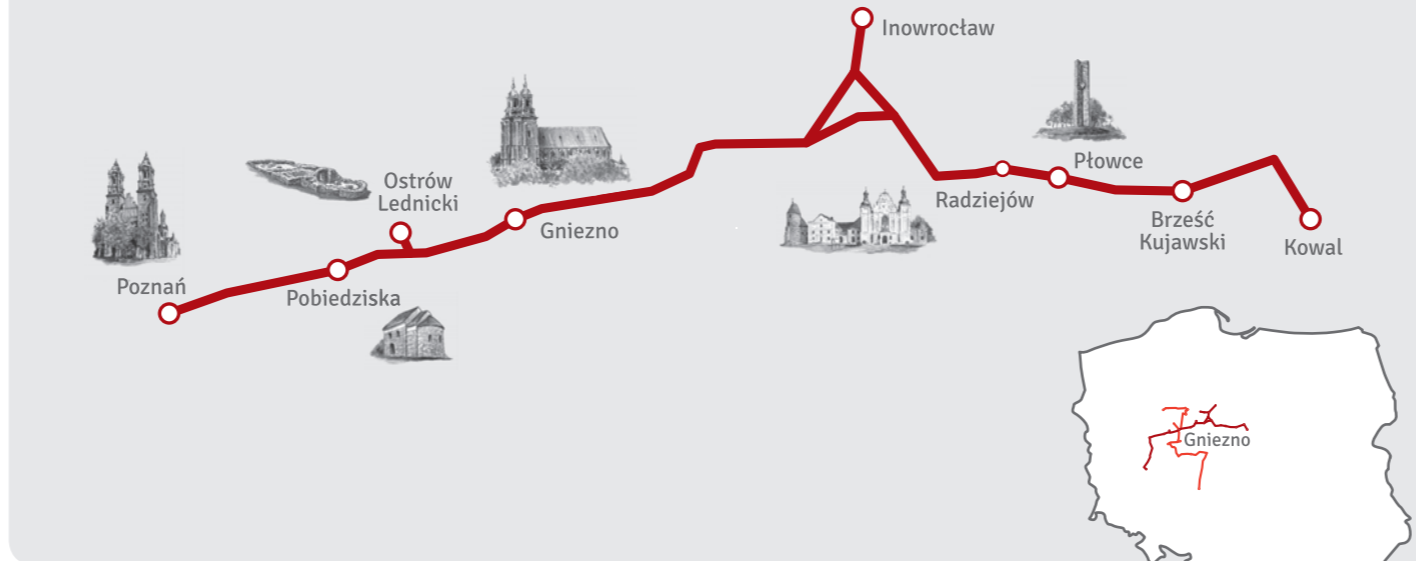 Inowrocław
Płowce
Ostrów
Lednicki
Radziejów
Gniezno
Brześć
Kujawski
Kowal
Poznań
Pobiedziska
Gniezno